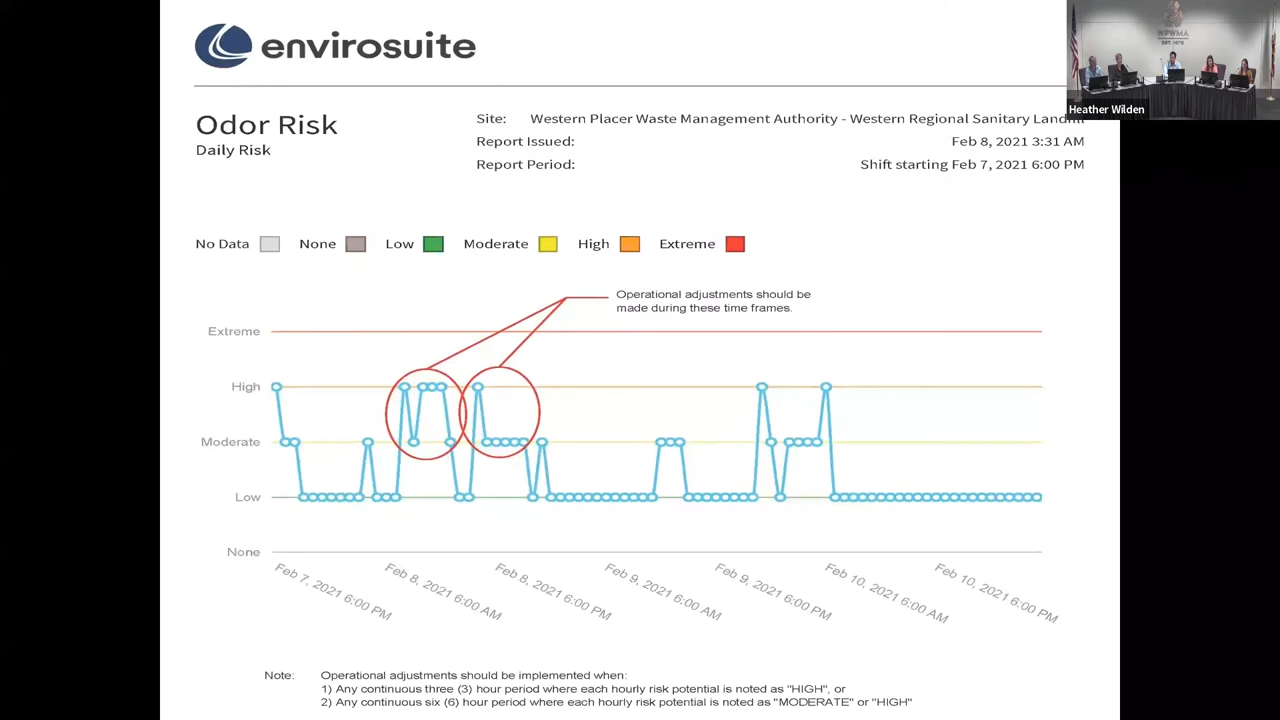 envirosuite
WPWMA
EST. 1978
Heather Wilden
Odor Risk
Daily Risk
Site: Western Placer Waste Management Authority - Western Regional Sanitary Landfill
Report Issued: Feb 8, 2021 3:31 AM
Report Period: Shift starting Feb 7, 2021 6:00 PM
No Data None Low Moderate High Extreme
Operational adjustments should be
made during these time frames.
Extreme
High
Moderate
Low
None
Feb 7, 2021 6:00 PM
Feb 8, 2021 6:00 AM
Feb 8, 2021 6:00 PM
Feb 9, 2021 6:00 AM
Feb 9, 2021 6:00 PM
Feb 10, 2021 6:00 AM
Feb 10, 2021 6:00 PM
Note: Operational adjustments should be implemented when:
1) Any continuous three (3) hour period where each hourly risk potential is noted as "HIGH", or
2) Any continuous six (6) hour period where each hourly risk potential is noted as "MODERATE" or "HIGH"